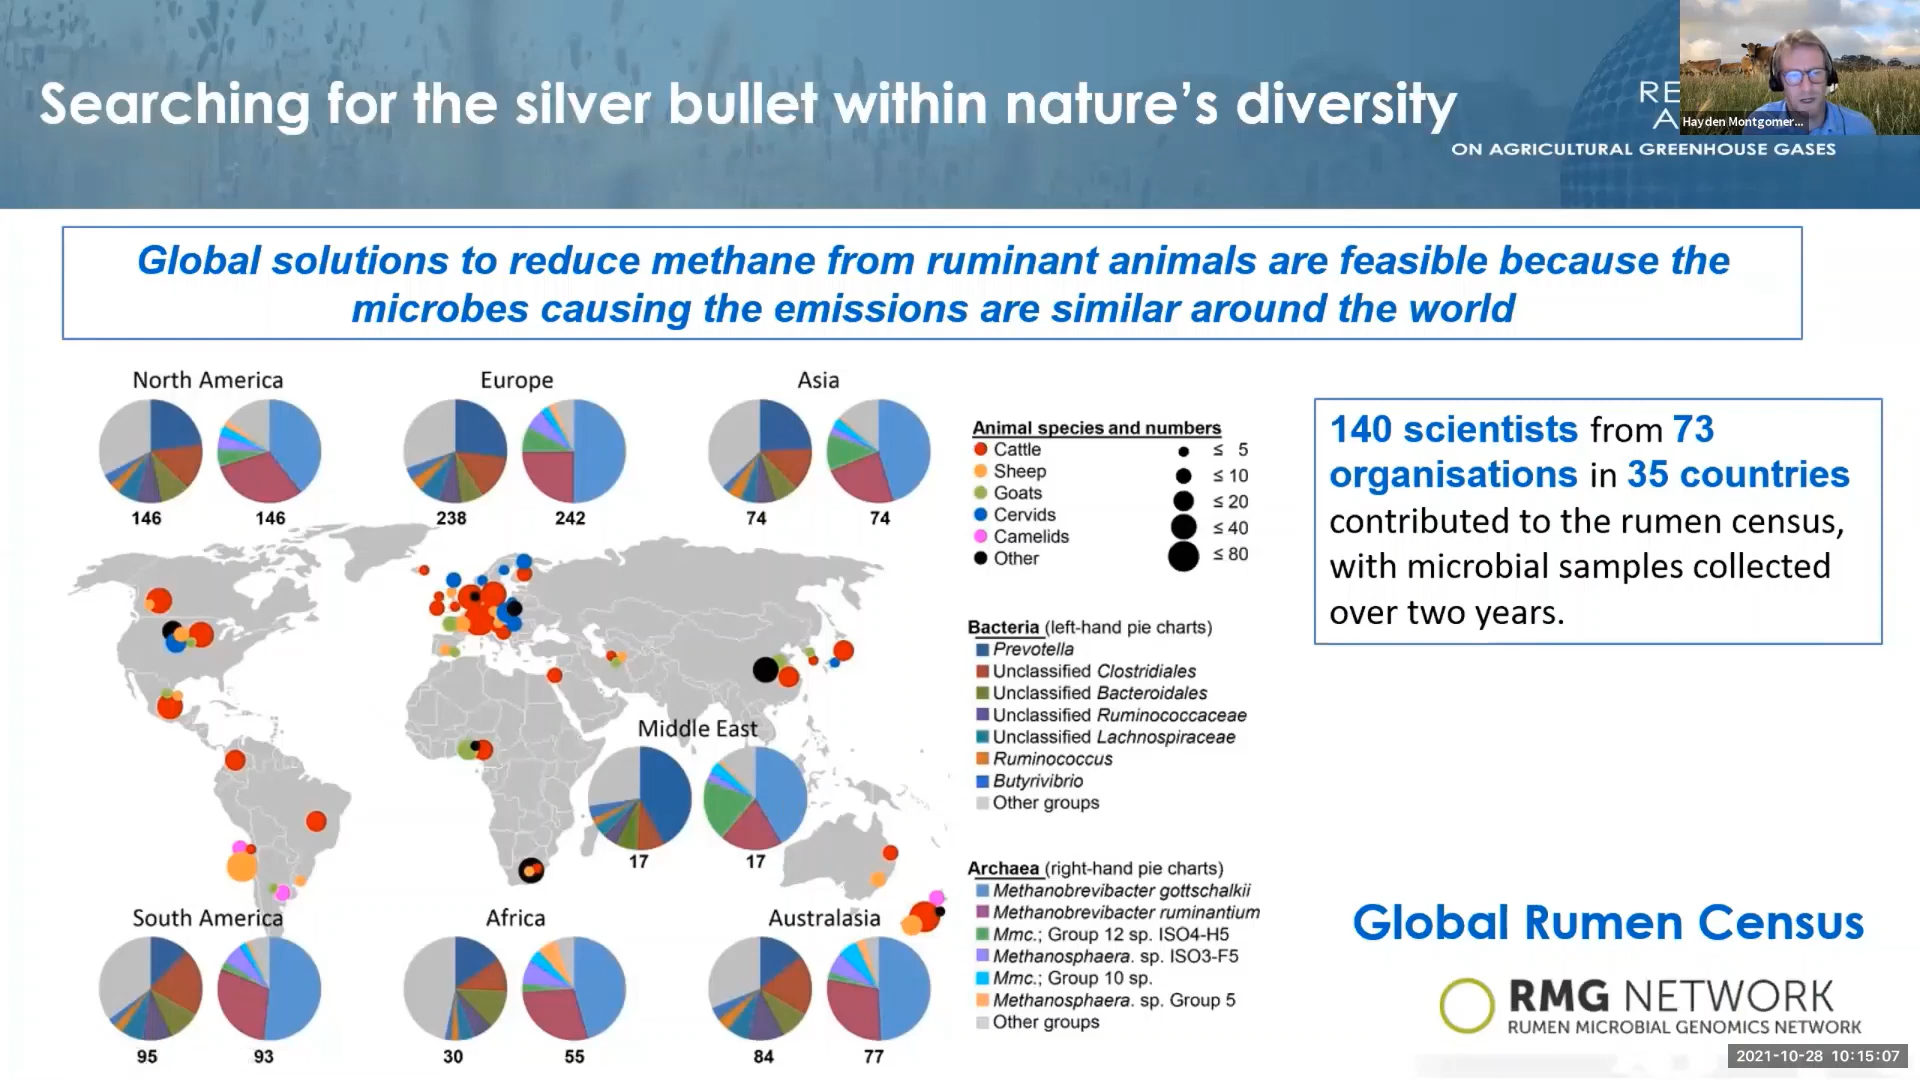 Searching for the silver bullet within nature's diversity
RE
A
ON AGRICULTURAL GREENHOUSE GASES
Hayden Montgomer...
Global solutions to reduce methane from ruminant animals are feasible because the
microbes causing the emissions are similar around the world
North America
146
146
Europe
238
242
Asia
74
74
Middle East
17
17
South America
95
93
Africa
30
55
Australasia
84
77
Animal species and numbers
Cattle
Sheep
Goats
Cervids
Camelids
Other
≤ 5
≤ 10
≤ 20
≤ 40
≤ 80
Bacteria (left-hand pie charts)
Prevotella
Unclassified Clostridiales
Unclassified Bacteroidales
Unclassified Ruminococcaceae
Unclassified Lachnospiraceae
Ruminococcus
Butyrivibrio
Other groups
Archaea (right-hand pie charts)
Methanobrevibacter gottschalkii
Methanobrevibacter ruminantium
Mmc.; Group 12 sp. ISO4-H5
Methanosphaera. sp. ISO3-F5
Mmc.; Group 10 sp.
Methanosphaera. sp. Group 5
Other groups
140 scientists from 73
organisations in 35 countries
contributed to the rumen census,
with microbial samples collected
over two years.
Global Rumen Census
RMG NETWORK
RUMEN MICROBIAL GENOMICS NETWORK
2021-10-28 10:15:07